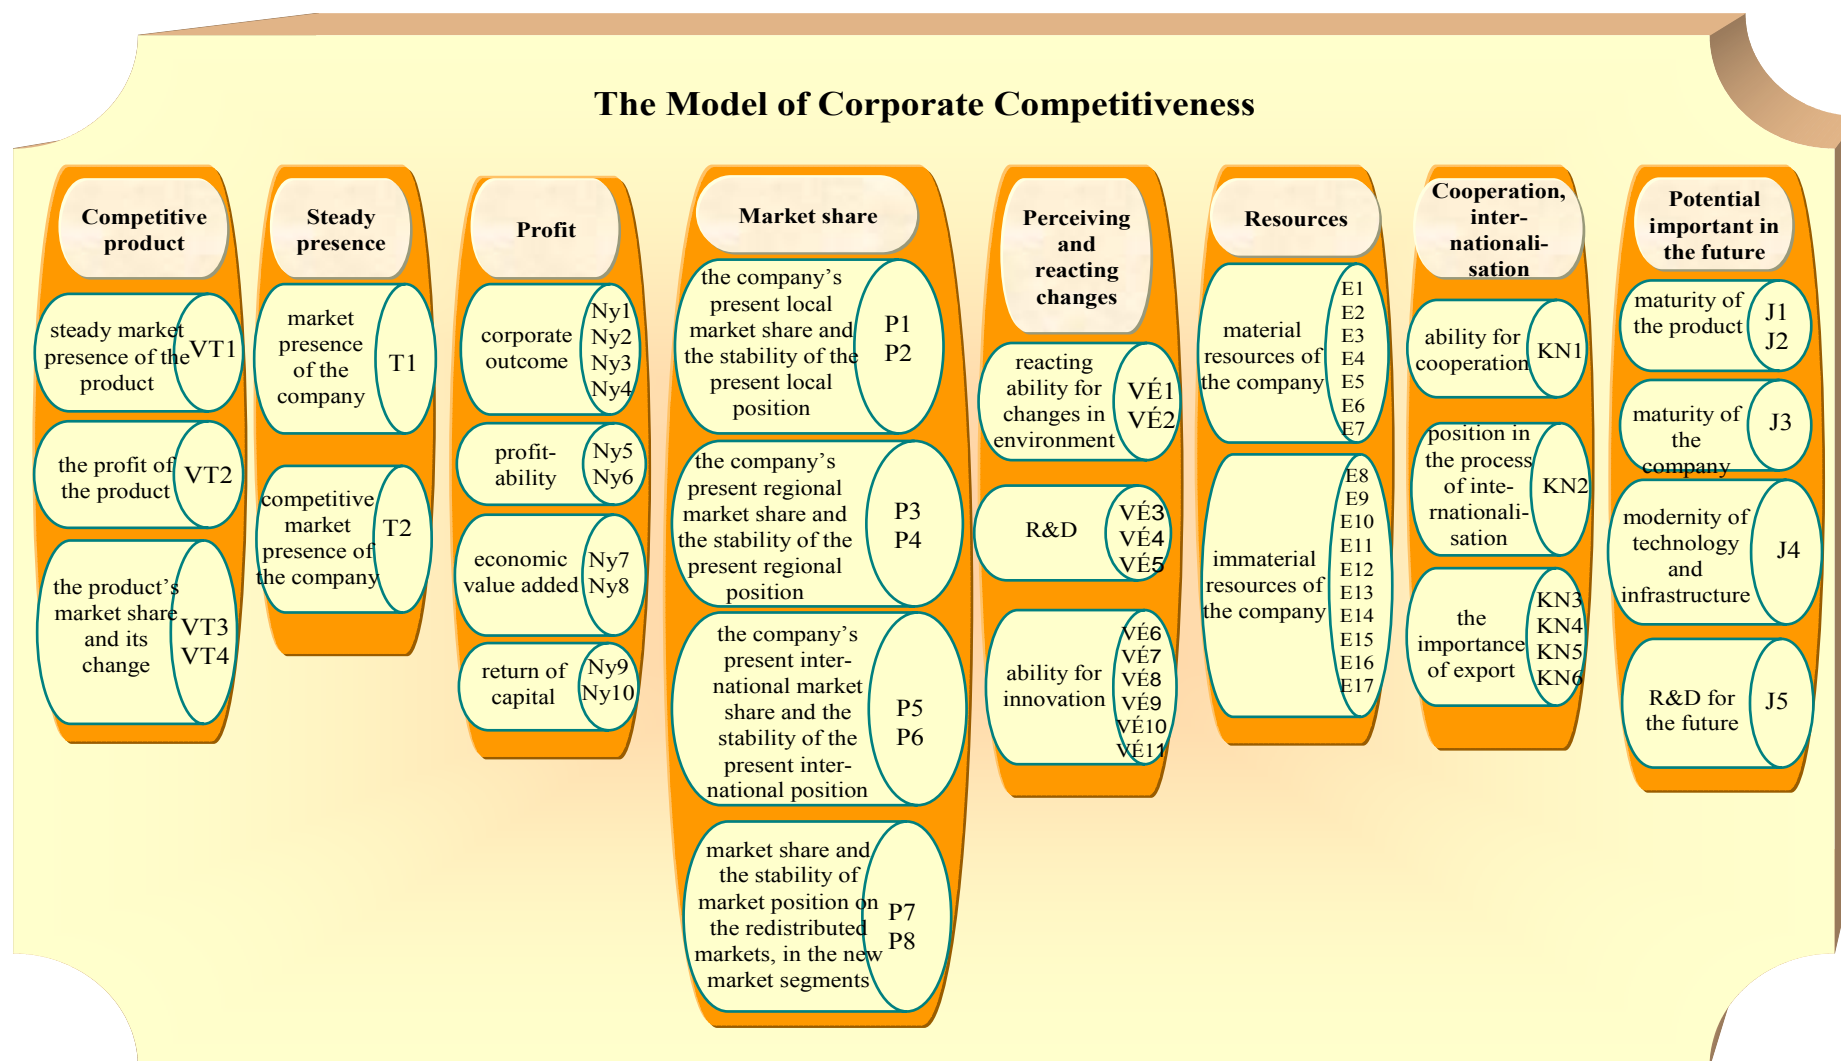 The Model of Corporate Competitiveness
Competitive
product
steady market
presence of the
product
VT1
the profit of
the product
VT2
the product's
market share
and its
change
VT3
VT4
Steady
presence
market
presence
of the
company
T1
competitive
market
presence of
the company
T2
Profit
corporate
outcome
Ny1
Ny2
Ny3
Ny4
profit-
ability
Ny5
Ny6
economic
value added
Ny7
Ny8
return of
capital
Ny9
Ny10
Market share
the company's
present local
market share and
the stability of the
present local
position
P1
P2
the company's
present regional
market share and
the stability of the
present regional
position
P3
P4
the company's
present inter-
national market
share and the
stability of the
present inter-
national position
P5
P6
market share and
the stability of
market position on
the redistributed
markets, in the new
market segments
P7
P8
Perceiving
and
reacting
changes
reacting
ability for
changes in
environment
VÉ1
VÉ2
R&D
VÉ3
VÉ4
VÉ5
ability for
innovation
VÉ6
VÉ7
VÉ8
VÉ9
VÉ10
VÉ11
Resources
material
resources of
the company
E1
E2
E3
E4
E5
E6
E7
immaterial
resources of
the company
E8
E9
E10
E11
E12
E13
E14
E15
E16
E17
Cooperation,
inter-
nationali-
sation
ability for
cooperation
KN1
position in
the process
of inte-
rnationali-
sation
KN2
the
importance
of export
KN3
KN4
KN5
KN6
Potential
important in
the future
maturity of
the product
J1
J2
maturity of
the
company
J3
modernity of
technology
and
infrastructure
J4
R&D for
the future
J5